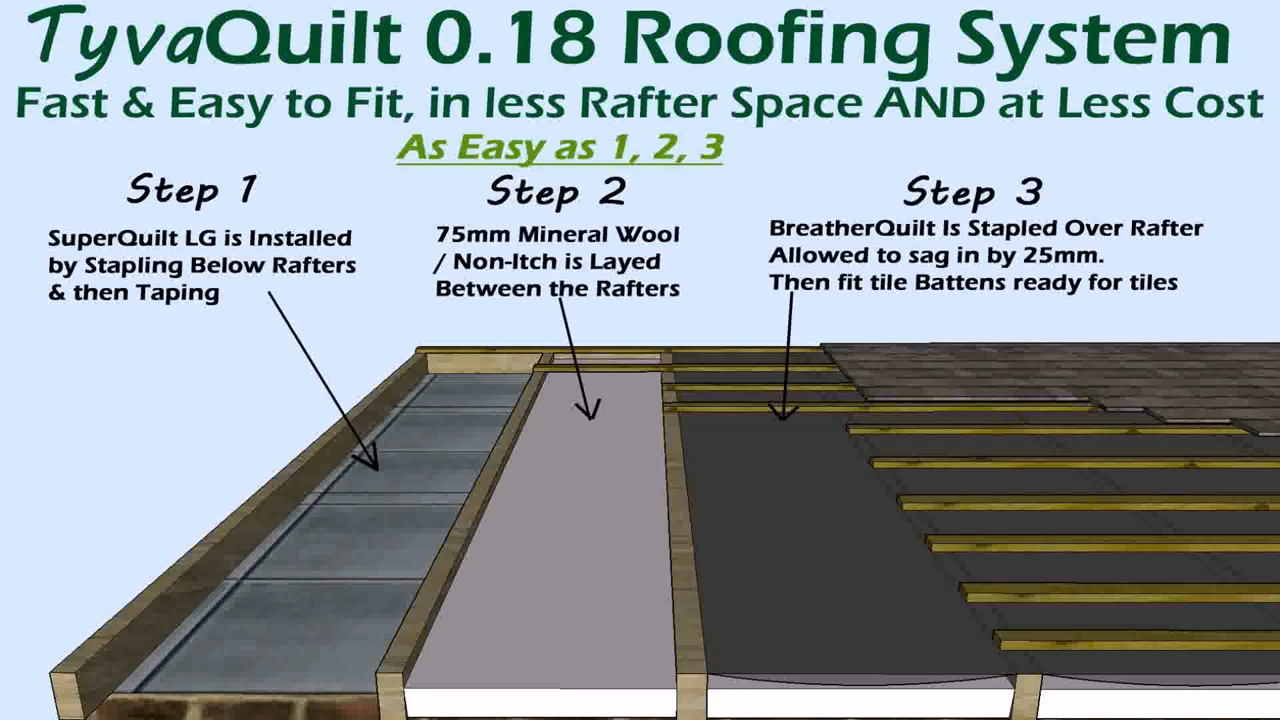 TyvaQuilt 0.18 Roofing System
Fast & Easy to Fit, in less Rafter Space AND at Less Cost
As Easy as 1, 2, 3
Step 1
SuperQuilt LG is Installed
by Stapling Below Rafters
& then Taping
Step 2
75mm Mineral Wool
/ Non-Itch is Layed
Between the Rafters
Step 3
BreatherQuilt Is Stapled Over Rafter
Allowed to sag in by 25mm.
Then fit tile Battens ready for tiles